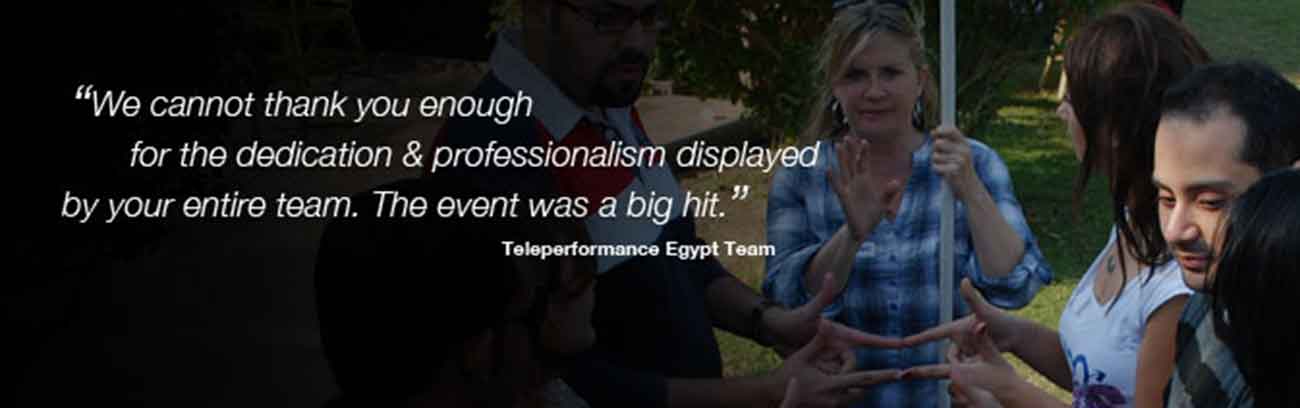 “We cannot thank you enough
for the dedication & professionalism displayed
by your entire team. The event was a big hit.”
Teleperformance Egypt Team